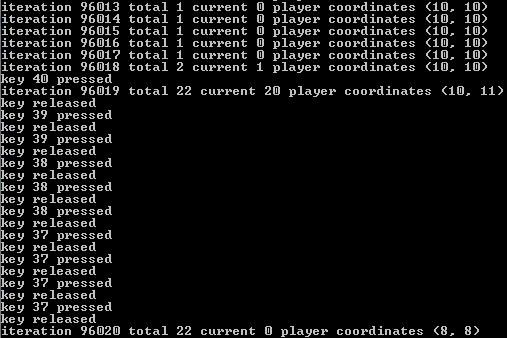 iteration 96013 total 1 current 0 player coordinates (10, 10)
iteration 96014 total 1 current 0 player coordinates (10, 10)
iteration 96015 total 1 current 0 player coordinates (10, 10)
iteration 96016 total 1 current 0 player coordinates (10, 10)
iteration 96017 total 1 current 0 player coordinates (10, 10)
iteration 96018 total 2 current 1 player coordinates (10, 10)
key 40 pressed
iteration 96019 total 22 current 20 player coordinates (10, 11)
key released
key 39 pressed
key released
key 39 pressed
key released
key 38 pressed
key released
key 38 pressed
key released
key 38 pressed
key released
key 37 pressed
key released
key 37 pressed
key released
key 37 pressed
key released
key 37 pressed
key released
iteration 96020 total 22 current 0 player coordinates (8, 8)